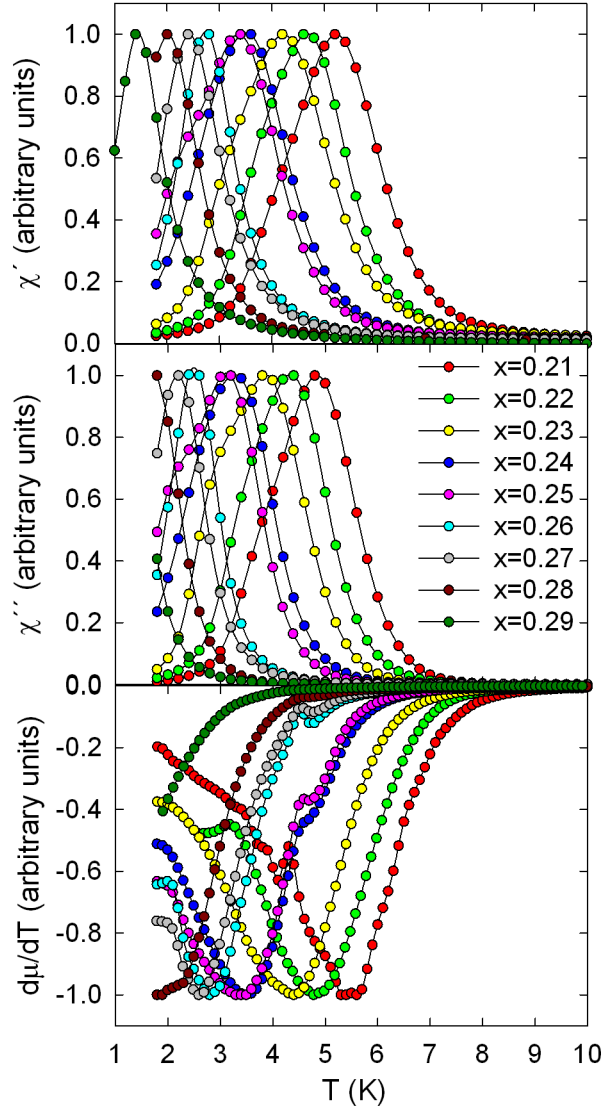 χ´ (arbitrary units)
1.0
0.8
0.6
0.4
0.2
0.0
χ´´ (arbitrary units)
1.0
0.8
0.6
0.4
0.2
0.0
x=0.21
x=0.22
x=0.23
x=0.24
x=0.25
x=0.26
x=0.27
x=0.28
x=0.29
dμ/dT (arbitrary units)
-0.2
-0.4
-0.6
-0.8
-1.0
1 2 3 4 5 6 7 8 9 10
T (K)